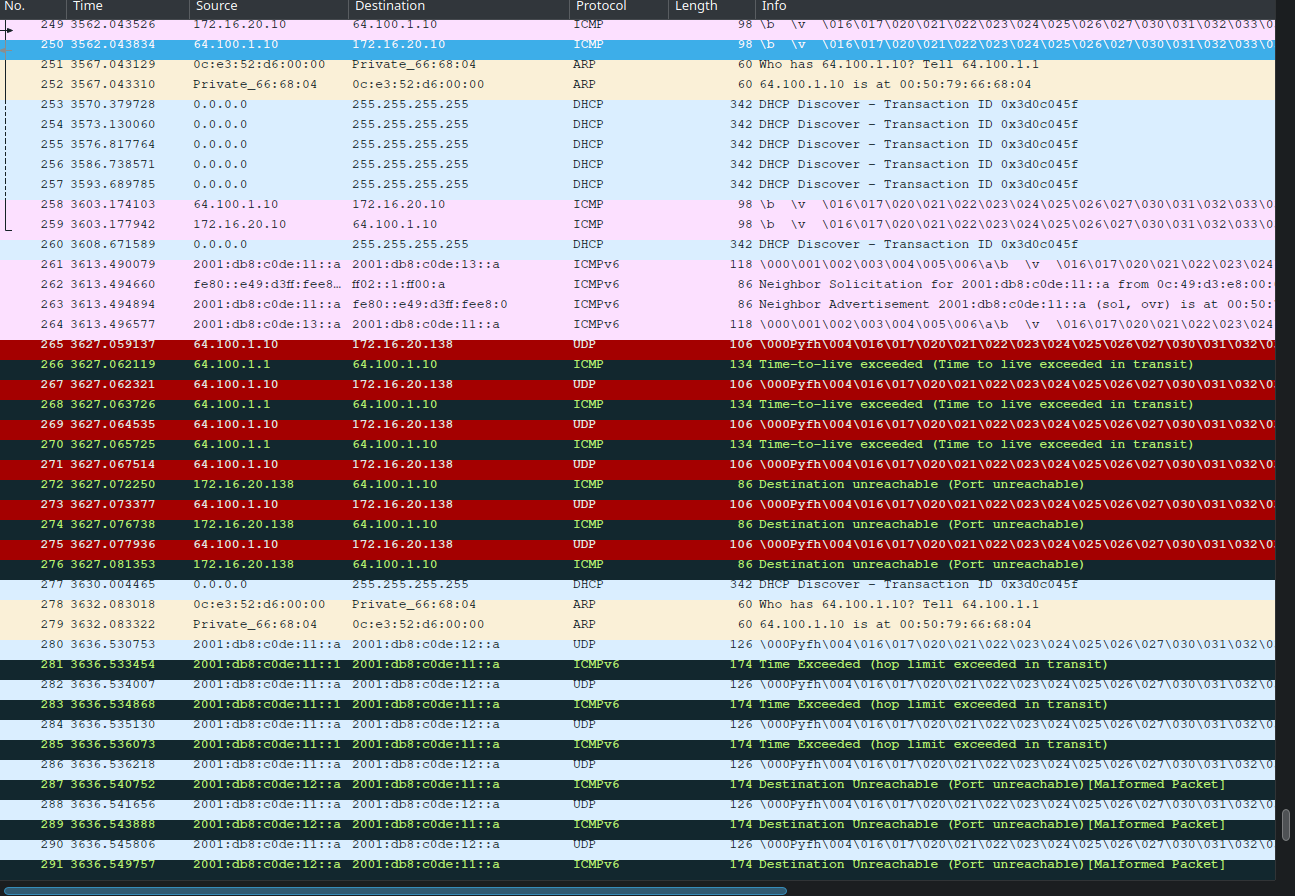 No. Time Source Destination Protocol Length Info
249 3562.043526 172.16.20.10 64.100.1.10 ICMP 98 \b \v \016\017\020\021\022\023\024\025\026\027\030\031\032\033\0
250 3562.043834 64.100.1.10 172.16.20.10 ICMP 98 \b \v \016\017\020\021\022\023\024\025\026\027\030\031\032\033\0
251 3567.043129 0c:e3:52:d6:00:00 Private_66:68:04 ARP 60 Who has 64.100.1.10? Tell 64.100.1.1
252 3567.043310 Private_66:68:04 0c:e3:52:d6:00:00 ARP 60 64.100.1.10 is at 00:50:79:66:68:04
253 3570.379728 0.0.0.0 255.255.255.255 DHCP 342 DHCP Discover - Transaction ID 0x3d0c045f
254 3573.130060 0.0.0.0 255.255.255.255 DHCP 342 DHCP Discover - Transaction ID 0x3d0c045f
255 3576.817764 0.0.0.0 255.255.255.255 DHCP 342 DHCP Discover - Transaction ID 0x3d0c045f
256 3586.738571 0.0.0.0 255.255.255.255 DHCP 342 DHCP Discover - Transaction ID 0x3d0c045f
257 3593.689785 0.0.0.0 255.255.255.255 DHCP 342 DHCP Discover - Transaction ID 0x3d0c045f
258 3603.174103 64.100.1.10 172.16.20.10 ICMP 98 \b \v \016\017\020\021\022\023\024\025\026\027\030\031\032\033\0
259 3603.177942 172.16.20.10 64.100.1.10 ICMP 98 \b \v \016\017\020\021\022\023\024\025\026\027\030\031\032\033\0
260 3608.671589 0.0.0.0 255.255.255.255 DHCP 342 DHCP Discover - Transaction ID 0x3d0c045f
261 3613.490079 2001:db8:c0de:11::a 2001:db8:c0de:13::a ICMPv6 118 \000\001\002\003\004\005\006\a\b \v \016\017\020\021\022\023\024
262 3613.494660 fe80::e49:d3ff:fee8… ff02::1:ff00:a ICMPv6 86 Neighbor Solicitation for 2001:db8:c0de:11::a from 0c:49:d3:e8:00:
263 3613.494894 2001:db8:c0de:11::a fe80::e49:d3ff:fee8:0 ICMPv6 86 Neighbor Advertisement 2001:db8:c0de:11::a (sol, ovr) is at 00:50:
264 3613.496577 2001:db8:c0de:13::a 2001:db8:c0de:11::a ICMPv6 118 \000\001\002\003\004\005\006\a\b \v \016\017\020\021\022\023\024
265 3627.059137 64.100.1.10 172.16.20.138 UDP 106 \000Pyfh\004\016\017\020\021\022\023\024\025\026\027\030\031\032\0
266 3627.062119 64.100.1.1 64.100.1.10 ICMP 134 Time-to-live exceeded (Time to live exceeded in transit)
267 3627.062321 64.100.1.10 172.16.20.138 UDP 106 \000Pyfh\004\016\017\020\021\022\023\024\025\026\027\030\031\032\0
268 3627.063726 64.100.1.1 64.100.1.10 ICMP 134 Time-to-live exceeded (Time to live exceeded in transit)
269 3627.064535 64.100.1.10 172.16.20.138 UDP 106 \000Pyfh\004\016\017\020\021\022\023\024\025\026\027\030\031\032\0
270 3627.065725 64.100.1.1 64.100.1.10 ICMP 134 Time-to-live exceeded (Time to live exceeded in transit)
271 3627.067514 64.100.1.10 172.16.20.138 UDP 106 \000Pyfh\004\016\017\020\021\022\023\024\025\026\027\030\031\032\0
272 3627.072250 172.16.20.138 64.100.1.10 ICMP 86 Destination unreachable (Port unreachable)
273 3627.073377 64.100.1.10 172.16.20.138 UDP 106 \000Pyfh\004\016\017\020\021\022\023\024\025\026\027\030\031\032\0
274 3627.076738 172.16.20.138 64.100.1.10 ICMP 86 Destination unreachable (Port unreachable)
275 3627.077936 64.100.1.10 172.16.20.138 UDP 106 \000Pyfh\004\016\017\020\021\022\023\024\025\026\027\030\031\032\0
276 3627.081353 172.16.20.138 64.100.1.10 ICMP 86 Destination unreachable (Port unreachable)
277 3630.004465 0.0.0.0 255.255.255.255 DHCP 342 DHCP Discover - Transaction ID 0x3d0c045f
278 3632.083018 0c:e3:52:d6:00:00 Private_66:68:04 ARP 60 Who has 64.100.1.10? Tell 64.100.1.1
279 3632.083322 Private_66:68:04 0c:e3:52:d6:00:00 ARP 60 64.100.1.10 is at 00:50:79:66:68:04
280 3636.530753 2001:db8:c0de:11::a 2001:db8:c0de:12::a UDP 126 \000Pyfh\004\016\017\020\021\022\023\024\025\026\027\030\031\032\0
281 3636.533454 2001:db8:c0de:11::1 2001:db8:c0de:11::a ICMPv6 174 Time Exceeded (hop limit exceeded in transit)
282 3636.534007 2001:db8:c0de:11::a 2001:db8:c0de:12::a UDP 126 \000Pyfh\004\016\017\020\021\022\023\024\025\026\027\030\031\032\0
283 3636.534868 2001:db8:c0de:11::1 2001:db8:c0de:11::a ICMPv6 174 Time Exceeded (hop limit exceeded in transit)
284 3636.535130 2001:db8:c0de:11::a 2001:db8:c0de:12::a UDP 126 \000Pyfh\004\016\017\020\021\022\023\024\025\026\027\030\031\032\0
285 3636.536073 2001:db8:c0de:11::1 2001:db8:c0de:11::a ICMPv6 174 Time Exceeded (hop limit exceeded in transit)
286 3636.536218 2001:db8:c0de:11::a 2001:db8:c0de:12::a UDP 126 \000Pyfh\004\016\017\020\021\022\023\024\025\026\027\030\031\032\0
287 3636.540752 2001:db8:c0de:12::a 2001:db8:c0de:11::a ICMPv6 174 Destination Unreachable (Port unreachable)[Malformed Packet]
288 3636.541656 2001:db8:c0de:11::a 2001:db8:c0de:12::a UDP 126 \000Pyfh\004\016\017\020\021\022\023\024\025\026\027\030\031\032\0
289 3636.543888 2001:db8:c0de:12::a 2001:db8:c0de:11::a ICMPv6 174 Destination Unreachable (Port unreachable)[Malformed Packet]
290 3636.545806 2001:db8:c0de:11::a 2001:db8:c0de:12::a UDP 126 \000Pyfh\004\016\017\020\021\022\023\024\025\026\027\030\031\032\0
291 3636.549757 2001:db8:c0de:12::a 2001:db8:c0de:11::a ICMPv6 174 Destination Unreachable (Port unreachable)[Malformed Packet]